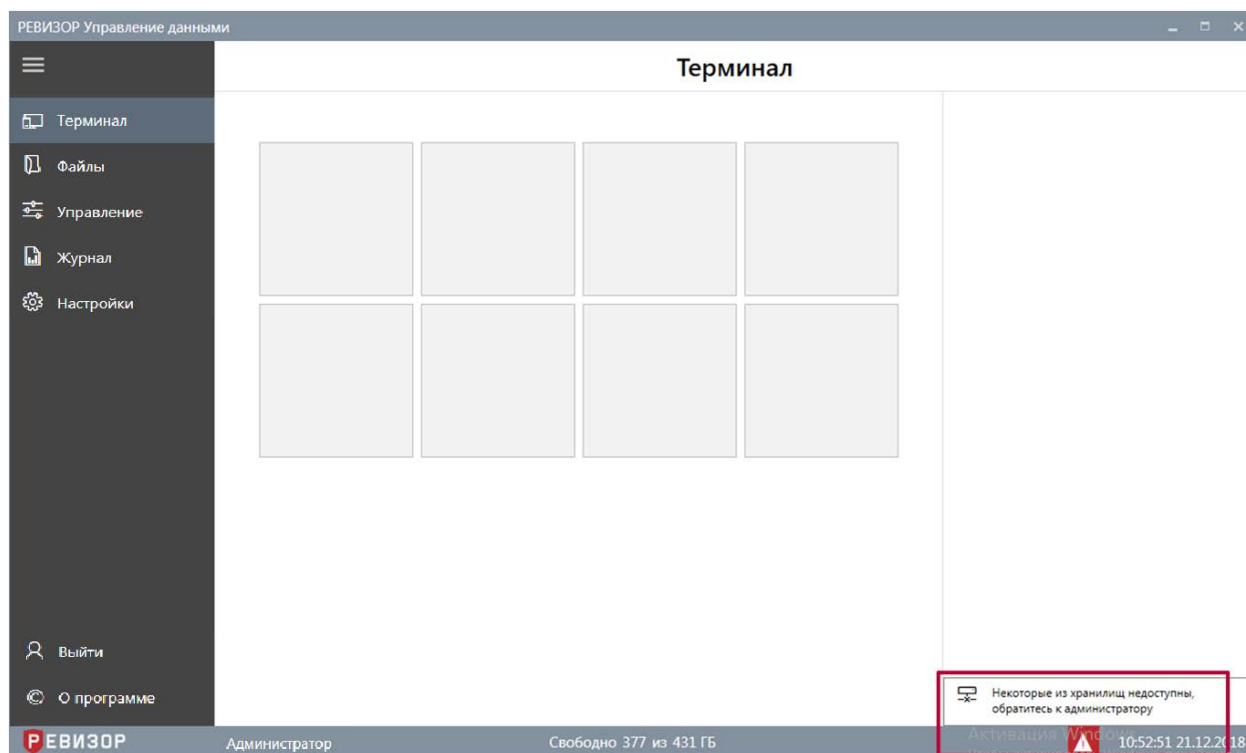 РЕВИЗОР Управление данными
Терминал
Терминал
Файлы
Управление
Журнал
Настройки
Выйти
О программе
Некоторые из хранилищ недоступны,
обратитесь к администратору
Активация Windows
РЕВИЗОР
Администратор
Свободно 377 из 431 ГБ
10:52:51 21.12.2018